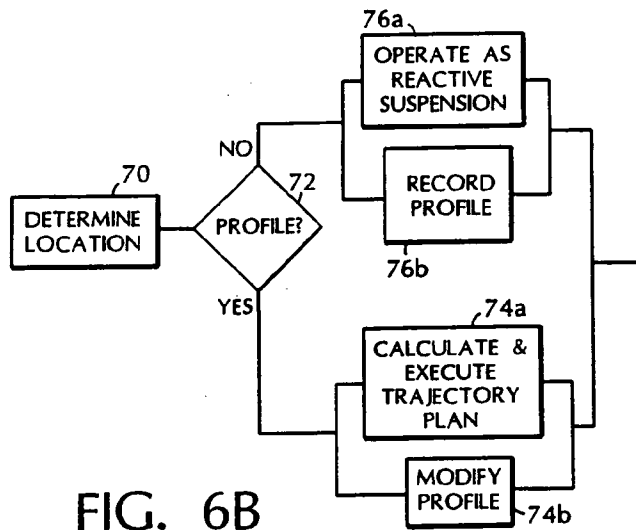 76a
OPERATE AS
REACTIVE
SUSPENSION
NO
70
72
DETERMINE
LOCATION
PROFILE?
RECORD
PROFILE
76b
YES
74a
CALCULATE &
EXECUTE
TRAJECTORY
PLAN
MODIFY
PROFILE
74b
FIG. 6B